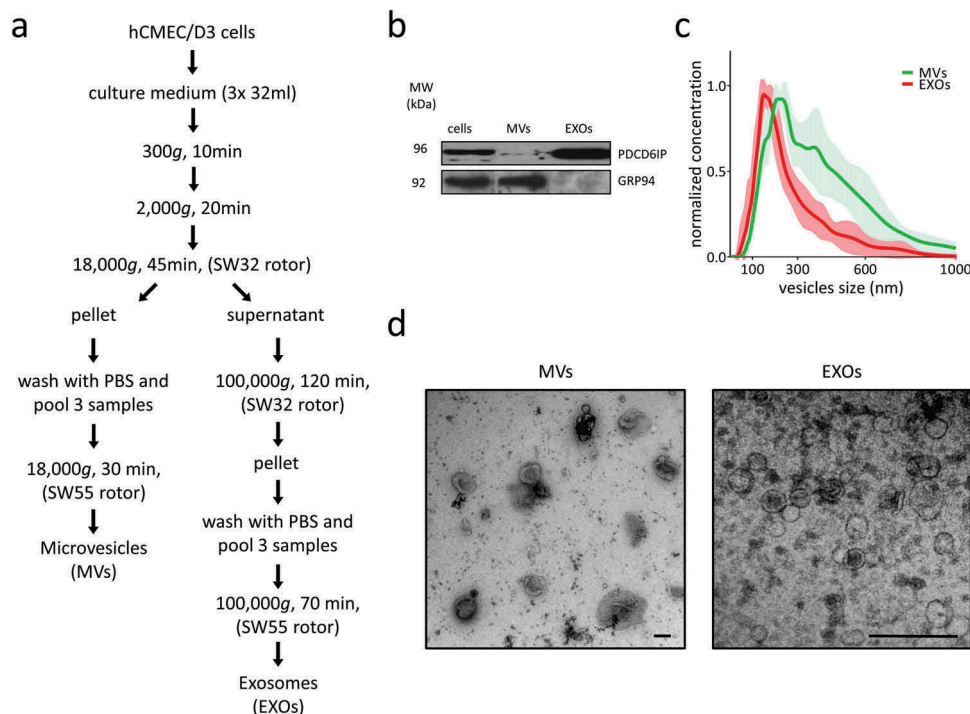 a
hCMEC/D3 cells
culture medium (3x 32ml)
300g, 10min
2,000g, 20min
18,000g, 45min, (SW32 rotor)
pellet
wash with PBS and
pool 3 samples
18,000g, 30 min,
(SW55 rotor)
Microvesicles
(MVs)
supernatant
100,000g, 120 min,
(SW32 rotor)
pellet
wash with PBS and
pool 3 samples
100,000g, 70 min,
(SW55 rotor)
Exosomes
(EXOs)
b
MW
(kDa)
cells MVs EXOs
96 PDCD6IP
92 GRP94
c
MVs
EXOs
normalized concentration
1.0
0.5
0.0
100 300 600 1000
vesicles size (nm)
d
MVs EXOs